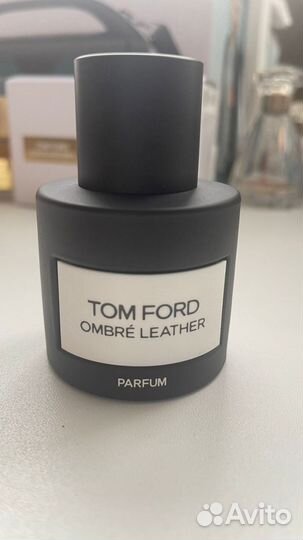 TOM FORD
OMBRÉ LEATHER
PARFUM
Avito